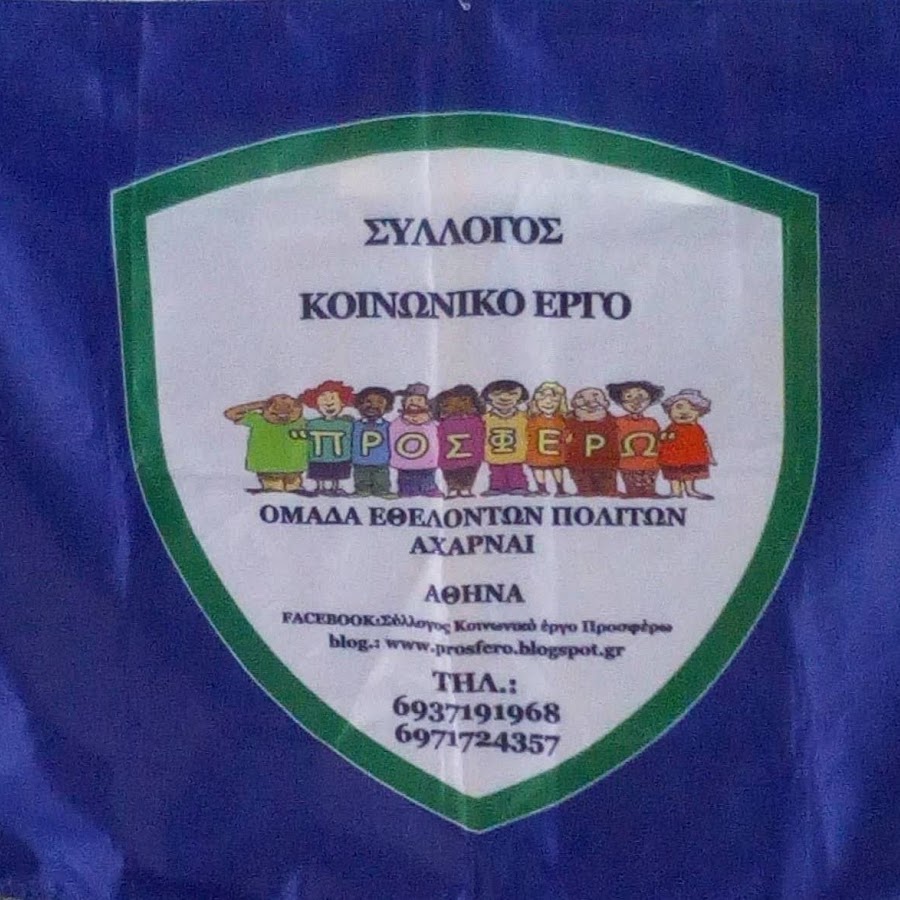 ΣΥΛΛΟΓΟΣ
ΚΟΙΝΩΝΙΚΟ ΕΡΓΟ
"ΠΡΟΣΦΕΡΩ"
ΟΜΑΔΑ ΕΘΕΛΟΝΤΩΝ ΠΟΛΙΤΩΝ
ΑΧΑΡΝΑΙ
ΑΘΗΝΑ
FACEBOOK:Σύλλογος Κοινωνικό έργο Προσφέρω
blog.: www.prosfero.blogspot.gr
ΤΗΛ.:
6937191968
6971724357